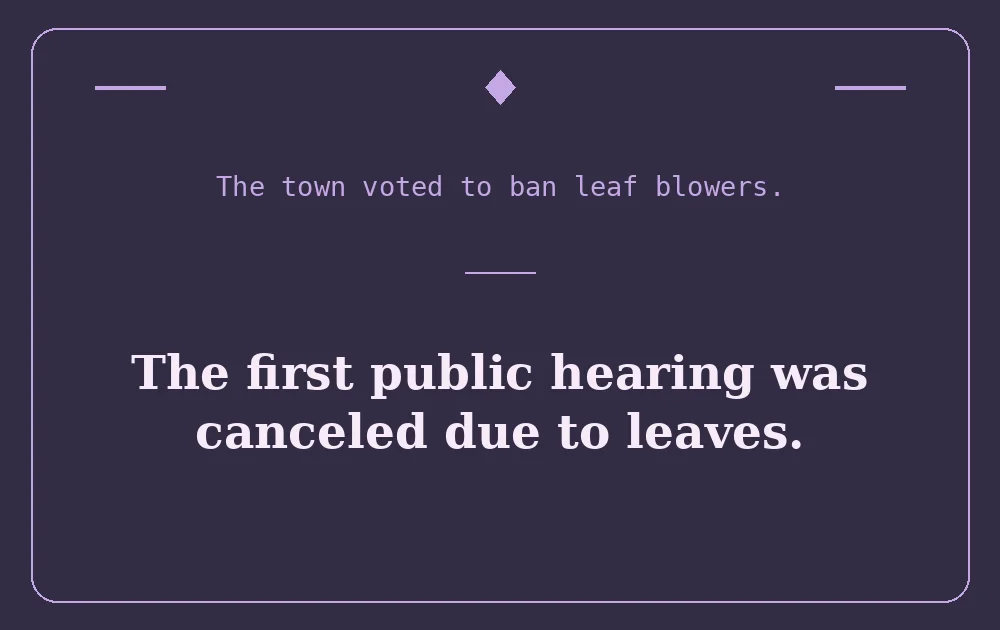 The town voted to ban leaf blowers.
The first public hearing was
canceled due to leaves.